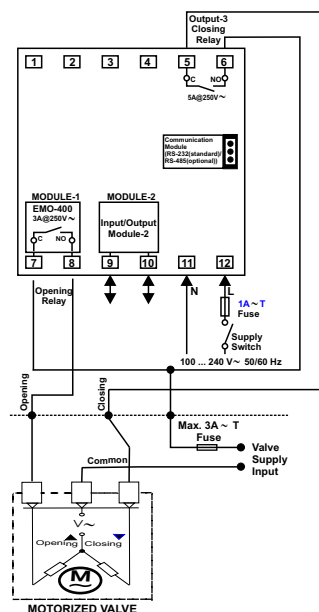 Output-3
Closing
Relay
1 2 3 4 5 6
C NO
5A@250V~
Communication
Module
(RS-232(standard)/
RS-485(optional))
MODULE-1 MODULE-2
EMO-400
3A@250V~
C NO
Input/Output
Module-2
7 8 9 10 11 12
Opening
Relay
N L
1A ~ T
Fuse
Supply
Switch
100 ... 240 V~ 50/60 Hz
Opening
Closing
Max. 3A ~ T
Fuse
Valve
Supply
Input
Common
V~
Opening Closing
M
MOTORIZED VALVE